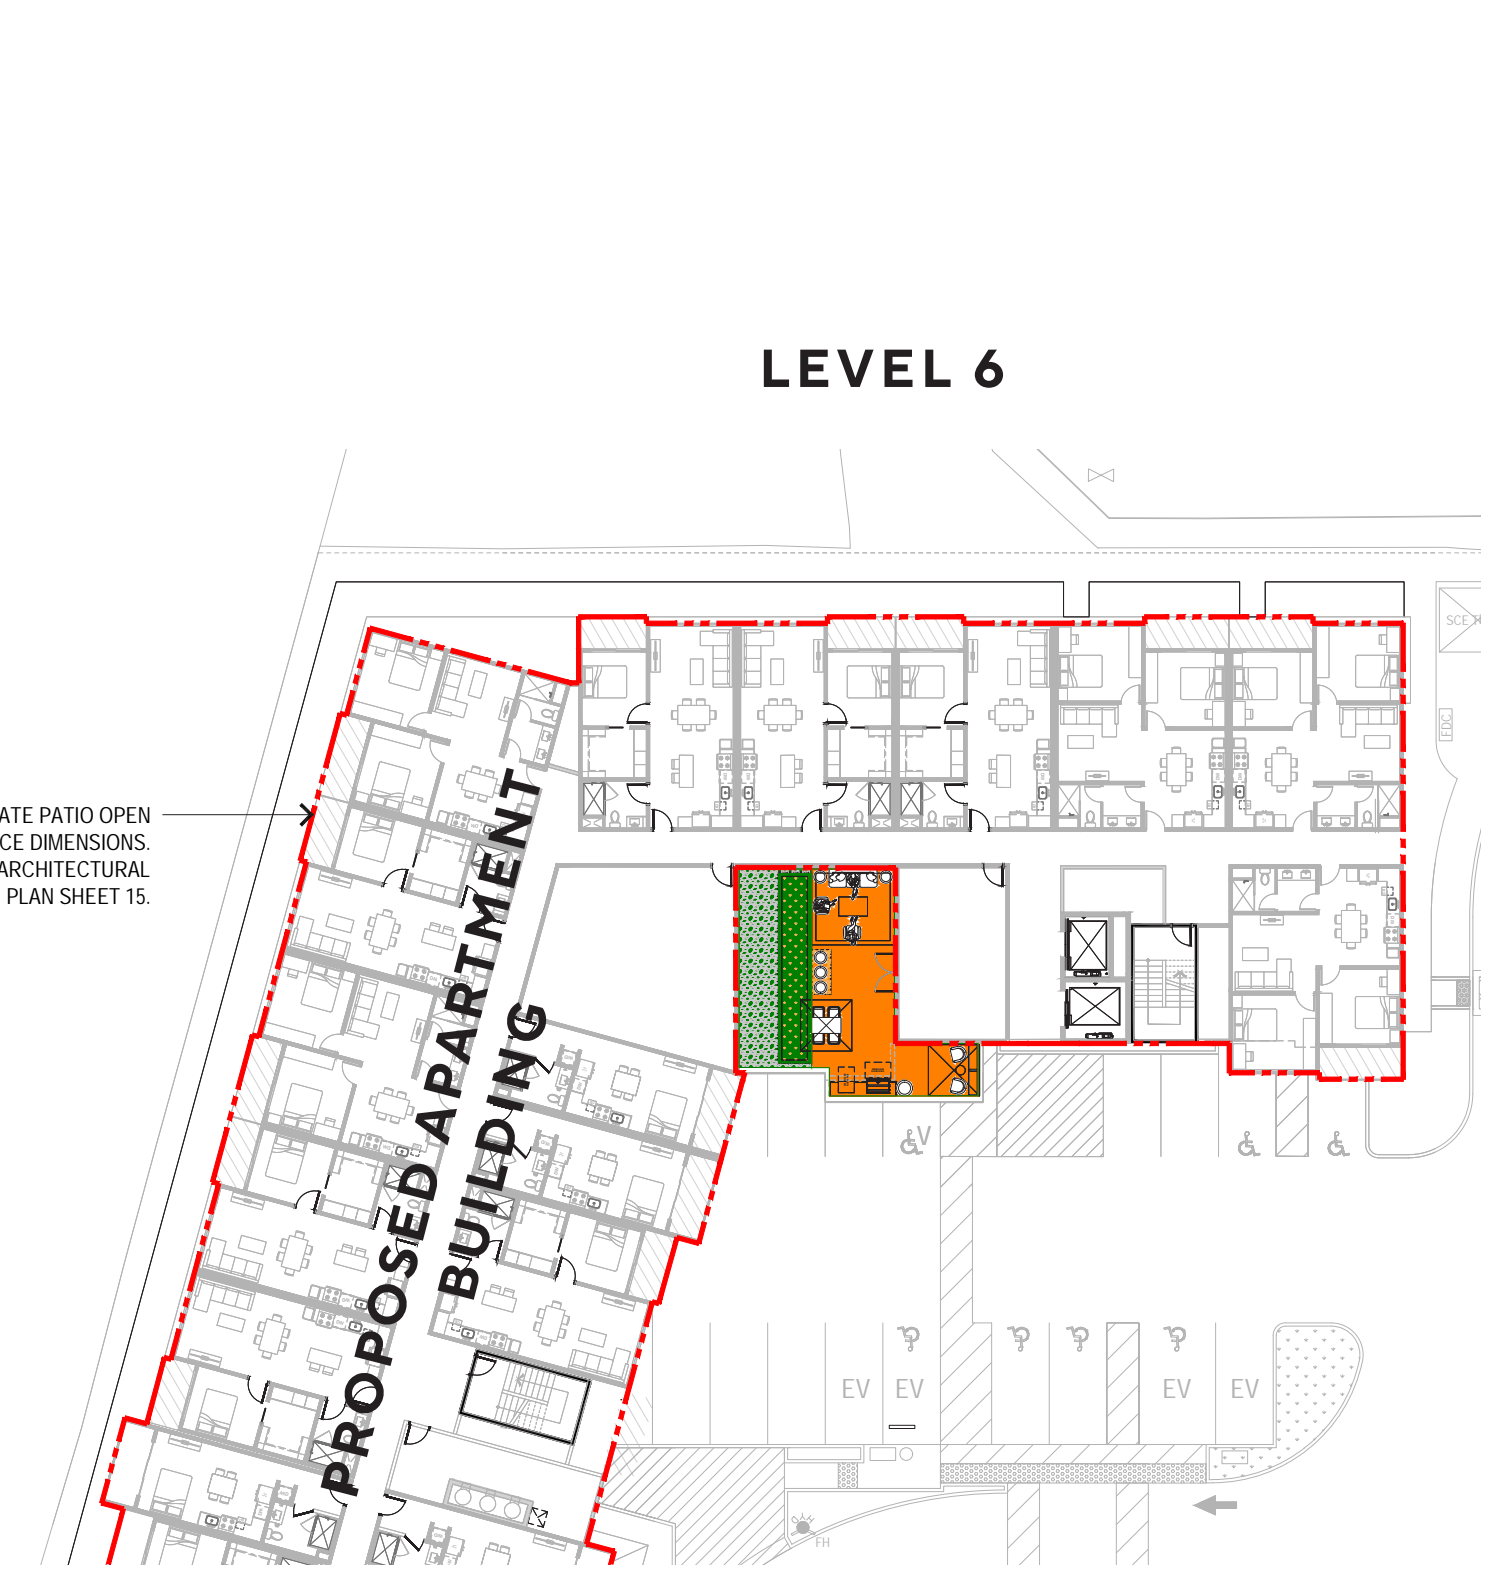 LEVEL 6
ATE PATIO OPEN
CE DIMENSIONS.
ARCHITECTURAL
PLAN SHEET 15.
PROPOSED APARTMENT
BUILDING
FDC
V
EV
EV
EV
EV
FH